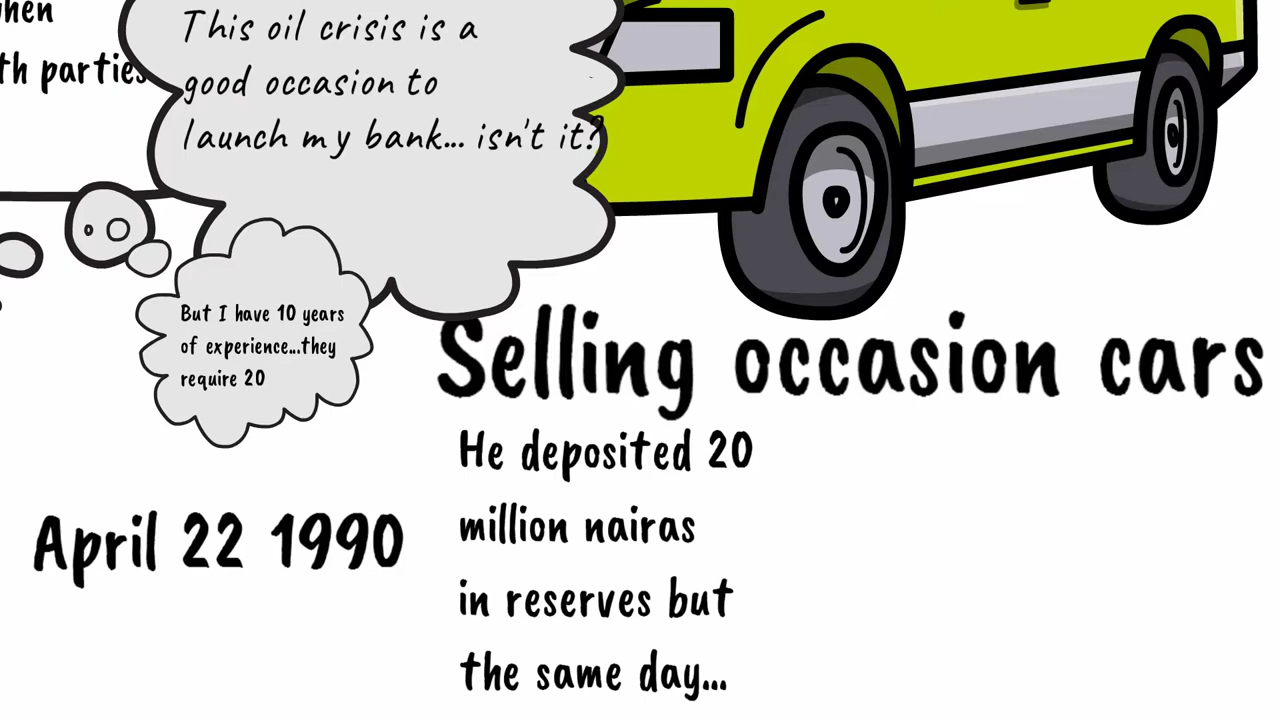 when
th parties
This oil crisis is a
good occasion to
launch my bank... isn't it?
But I have 10 years
of experience...they
require 20
Selling occasion cars
He deposited 20
million nairas
in reserves but
the same day...
April 22 1990